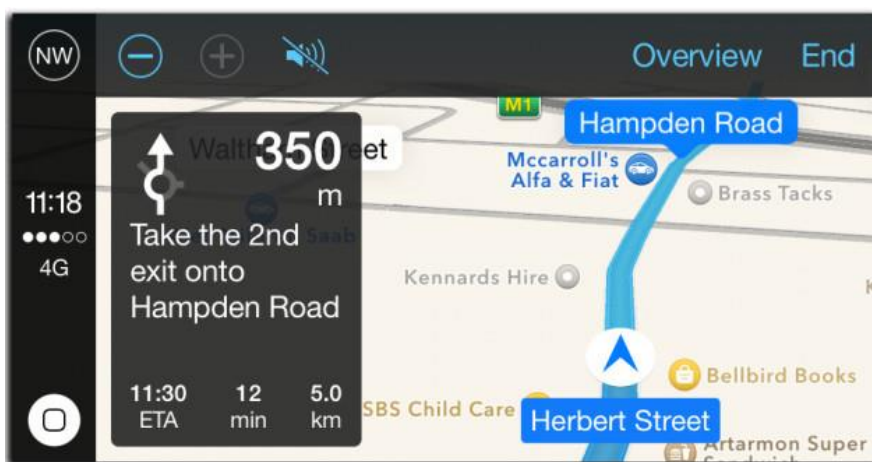 NW
Overview
End
11:18
4G
350
m
Take the 2nd
exit onto
Hampden Road
11:30
ETA
12
min
5.0
km
M1
Hampden Road
Mccarroll's
Alfa & Fiat
Brass Tacks
Kennards Hire
Bellbird Books
SBS Child Care
Herbert Street
Artarmon Super